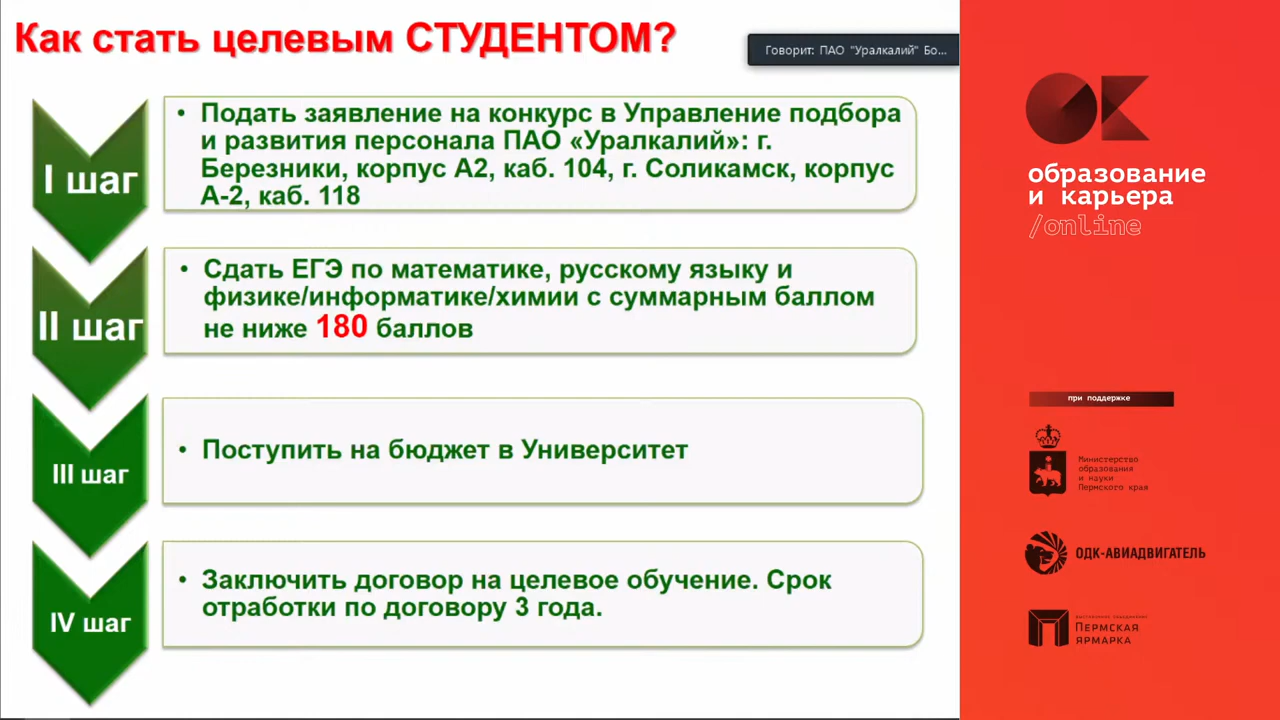 Как стать целевым СТУДЕНТОМ?
Говорит: ПАО "Уралкалий" Бо...
I шаг
• Подать заявление на конкурс в Управление подбора
и развития персонала ПАО «Уралкалий»: г.
Березники, корпус А2, каб. 104, г. Соликамск, корпус
А-2, каб. 118
II шаг
• Сдать ЕГЭ по математике, русскому языку и
физике/информатике/химии с суммарным баллом
не ниже 180 баллов
III шаг
• Поступить на бюджет в Университет
IV шаг
• Заключить договор на целевое обучение. Срок
отработки по договору 3 года.
ОК
образование
и карьера
/online
при поддержке
Министерство
образования
и науки
Пермского края
ОДК-АВИАДВИГАТЕЛЬ
ПЕРМСКАЯ
ЯРМАРКА